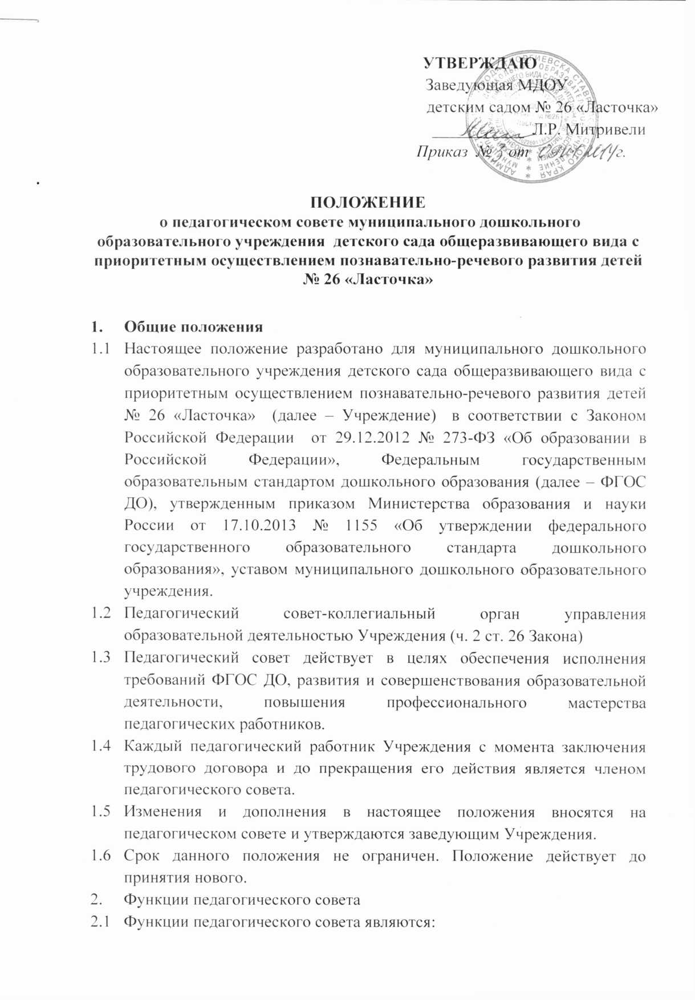 УТВЕРЖДАЮ
Заведующая МДОУ
детским садом № 26 «Ласточка»
Л.Р. Митривели
Приказ № 3 от г.
ПОЛОЖЕНИЕ
о педагогическом совете муниципального дошкольного
образовательного учреждения детского сада общеразвивающего вида с
приоритетным осуществлением познавательно-речевого развития детей
№ 26 «Ласточка»
1. Общие положения
1.1 Настоящее положение разработано для муниципального дошкольного
образовательного учреждения детского сада общеразвивающего вида с
приоритетным осуществлением познавательно-речевого развития детей
№ 26 «Ласточка» (далее – Учреждение) в соответствии с Законом
Российской Федерации от 29.12.2012 № 273-ФЗ «Об образовании в
Российской Федерации», Федеральным государственным
образовательным стандартом дошкольного образования (далее – ФГОС
ДО), утвержденным приказом Министерства образования и науки
России от 17.10.2013 № 1155 «Об утверждении федерального
государственного образовательного стандарта дошкольного
образования», уставом муниципального дошкольного образовательного
учреждения.
1.2 Педагогический совет-коллегиальный орган управления
образовательной деятельностью Учреждения (ч. 2 ст. 26 Закона)
1.3 Педагогический совет действует в целях обеспечения исполнения
требований ФГОС ДО, развития и совершенствования образовательной
деятельности, повышения профессионального мастерства
педагогических работников.
1.4 Каждый педагогический работник Учреждения с момента заключения
трудового договора и до прекращения его действия является членом
педагогического совета.
1.5 Изменения и дополнения в настоящее положения вносятся на
педагогическом совете и утверждаются заведующим Учреждения.
1.6 Срок данного положения не ограничен. Положение действует до
принятия нового.
2. Функции педагогического совета
2.1 Функции педагогического совета являются: